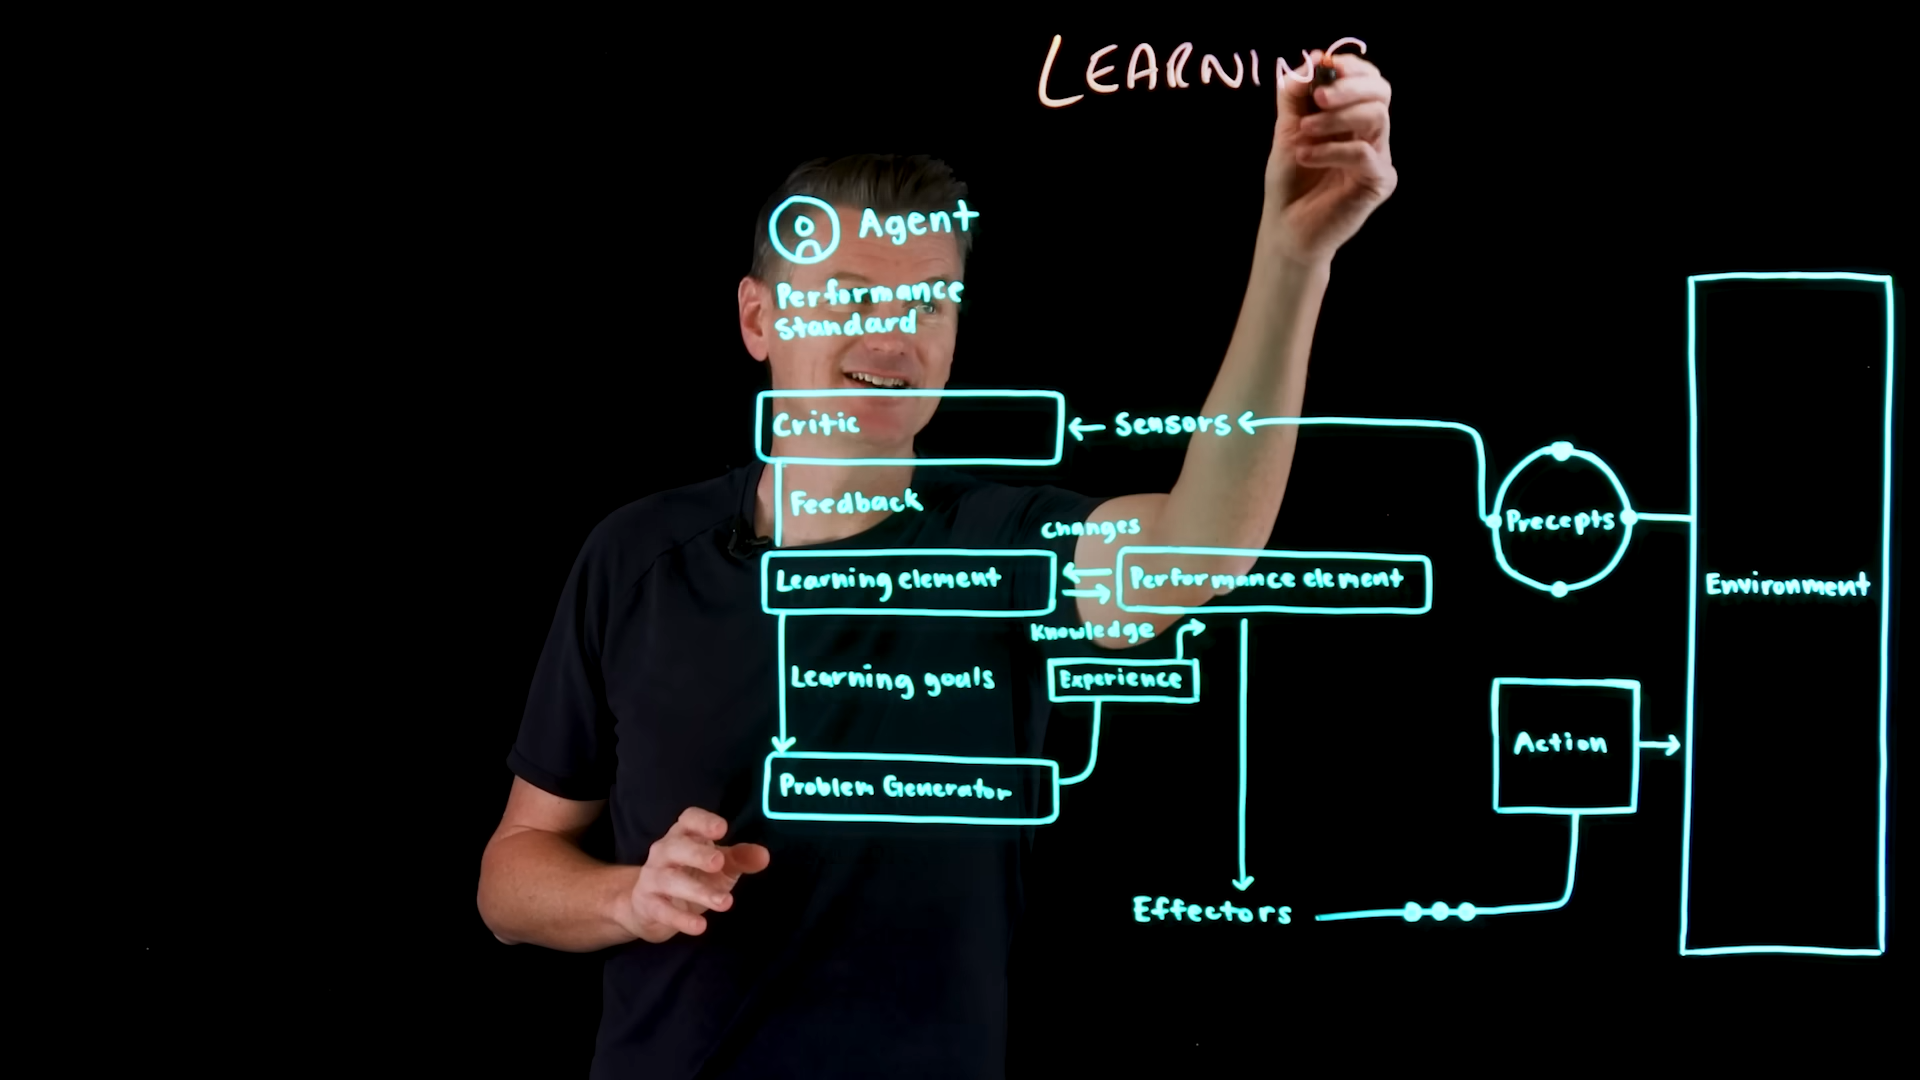 LEARNING
Agent
Performance
Standard
Critic
Sensors
Feedback
Precepts
Changes
Learning element
Performance element
Environment
Knowledge
Learning goals
Experience
Action
Problem Generator
Effectors